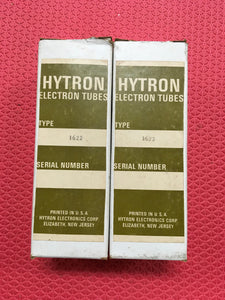 HYTRON
ELECTRON TUBES
TYPE
1622
SERIAL NUMBER
PRINTED IN U.S.A.
HYTRON ELECTRONICS CORP.
ELIZABETH, NEW JERSEY
HYTRON
ELECTRON TUBES
TYPE
1622
SERIAL NUMBER
PRINTED IN U.S.A.
HYTRON ELECTRONICS CORP.
ELIZABETH, NEW JERSEY